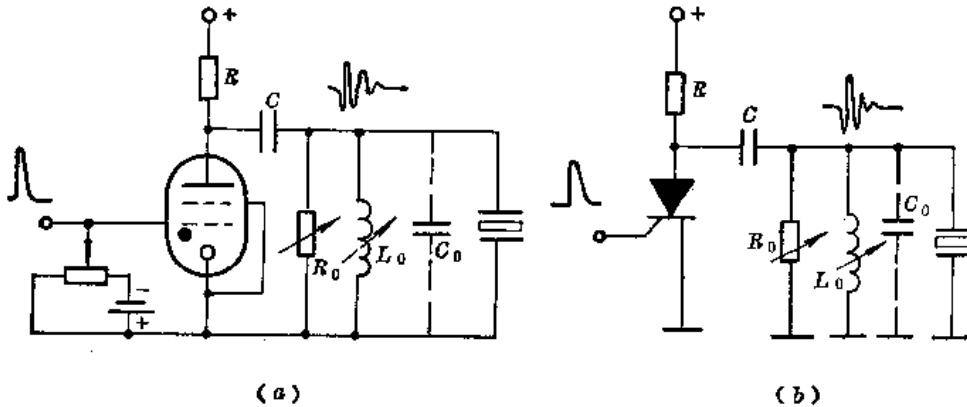 +
R
C
R₀
L₀
C₀
−
+
(a)
+
R
C
R₀
L₀
C₀
(b)